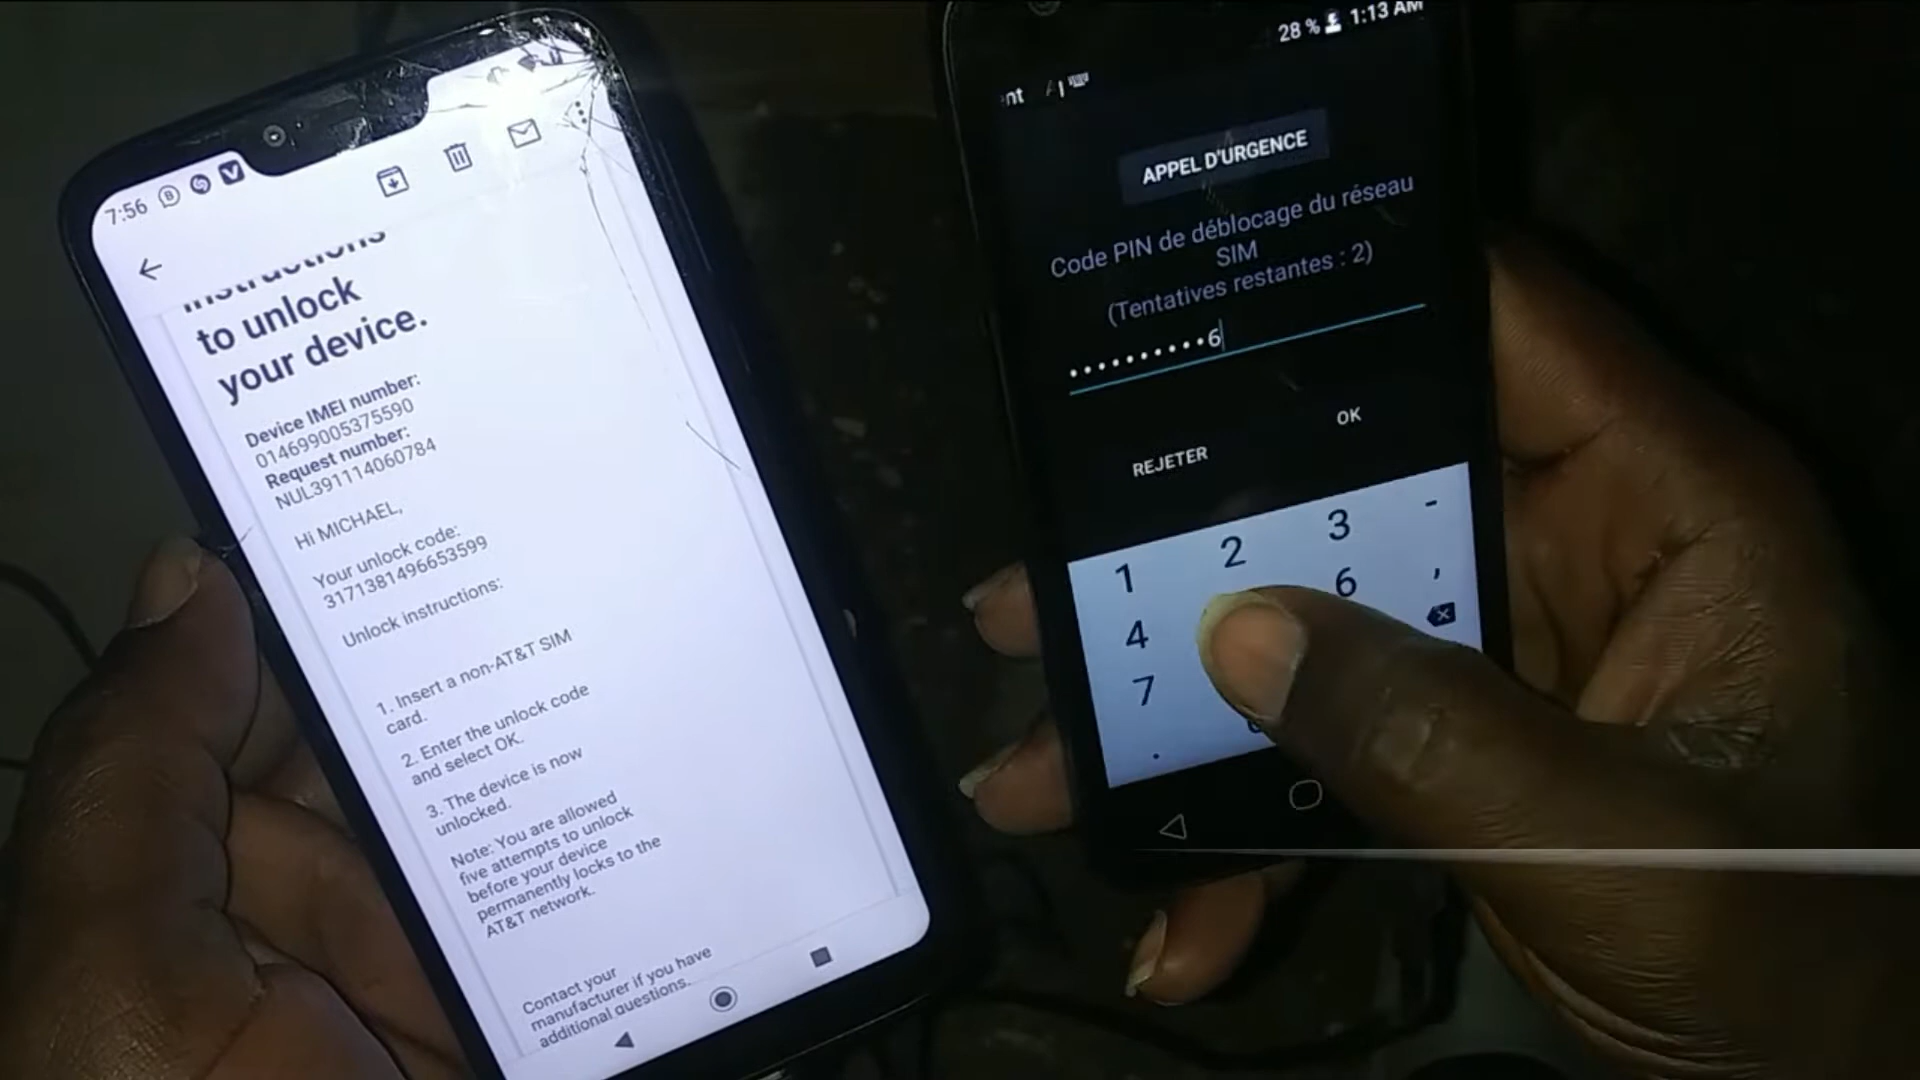 7:56
instructions
to unlock
your device.
Device IMEI number:
014699005375590
Request number:
NUL391114060784
Hi MICHAEL,
Your unlock code:
3171381496653599
Unlock instructions:
1. Insert a non-AT&T SIM
card.
2. Enter the unlock code
and select OK.
3. The device is now
unlocked.
Note: You are allowed
five attempts to unlock
before your device
permanently locks to the
AT&T network.
Contact your
manufacturer if you have
additional questions.
28 % 1:13 AM
APPEL D'URGENCE
Code PIN de déblocage du réseau
SIM
(Tentatives restantes : 2)
••••••••••6
REJETER OK
1 2 3 -
4 6 ,
7
.